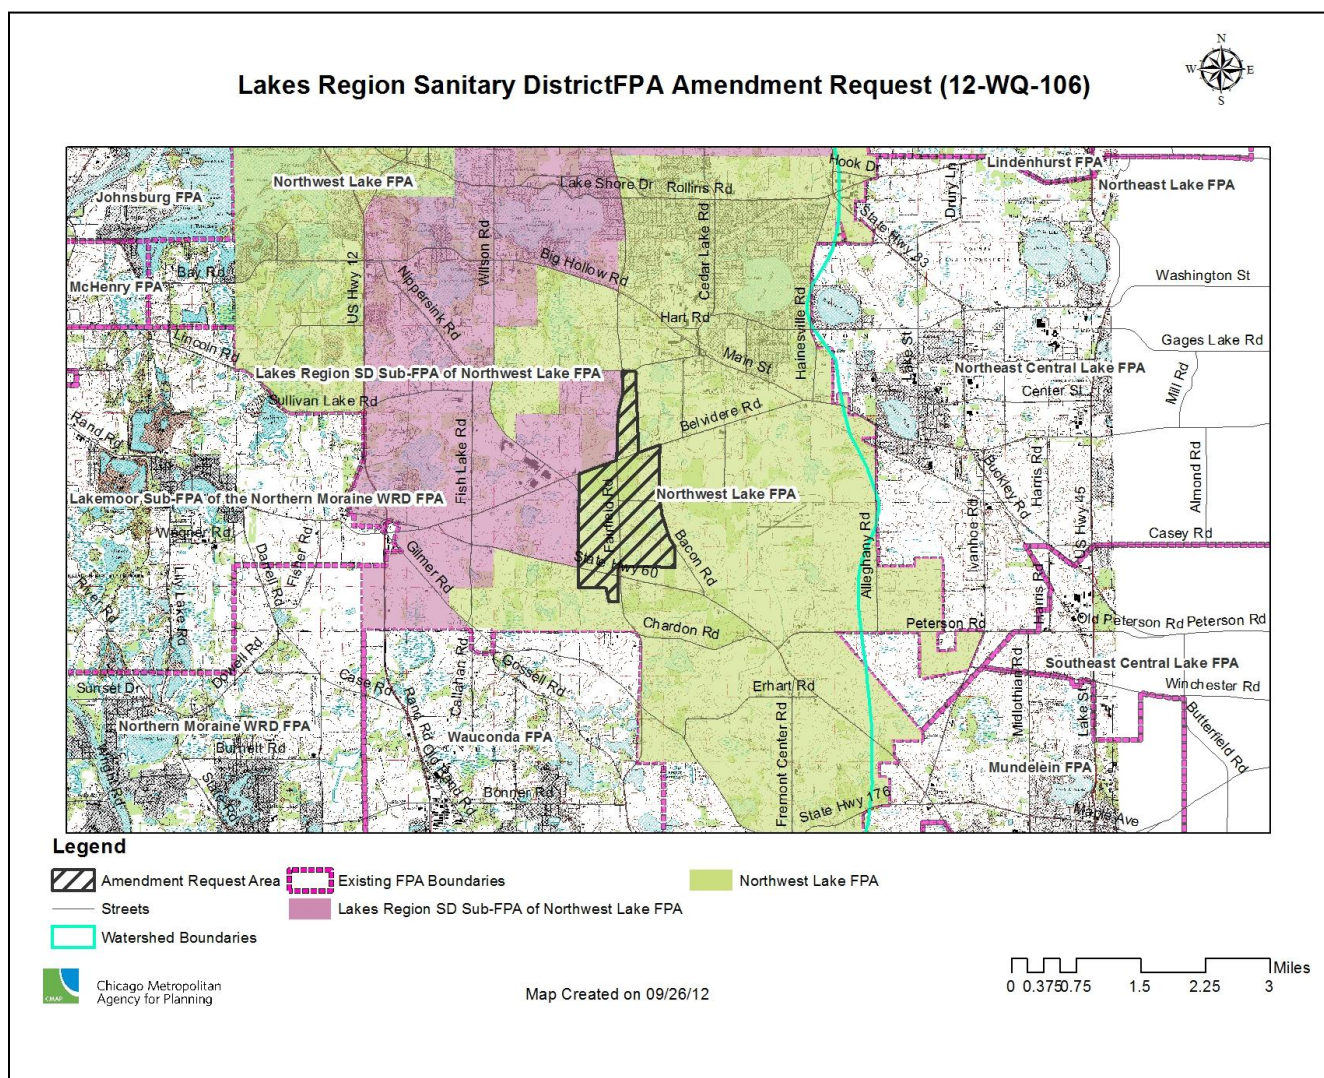 N
W E
S
Lakes Region Sanitary DistrictFPA Amendment Request (12-WQ-106)
Hook Dr
Lindenhurst FPA
Northwest Lake FPA
Lake Shore Dr
Rollins Rd
Drury Ln
Northeast Lake FPA
Johnsburg FPA
State Hwy 83
Wilson Rd
Cedar Lake Rd
Big Hollow Rd
US Hwy 12
Bay Rd
Washington St
McHenry FPA
Nippersink Rd
Hainesville Rd
Hart Rd
Lincoln Rd
Main St
Lake St
Gages Lake Rd
Lakes Region SD Sub-FPA of Northwest Lake FPA
Northeast Central Lake FPA
Mill Rd
Sullivan Lake Rd
Center St
Rand Rd
Belvidere Rd
Fish Lake Rd
Buckley Rd
Harris Rd
Almond Rd
Lakemoor Sub-FPA of the Northern Moraine WRD FPA
Northwest Lake FPA
Fairfield Rd
US Hwy 45
Ivanhoe Rd
Wegner Rd
Casey Rd
Darrell Rd
Fisher Rd
Gilmer Rd
Bacon Rd
Alleghany Rd
State Hwy 60
River Rd
Lily Lake Rd
Harris Rd
Chardon Rd
Peterson Rd
Old Peterson Rd
Peterson Rd
Callahan Rd
Gossell Rd
Dowell Rd
Southeast Central Lake FPA
Case Rd
Midlothian Rd
Winchester Rd
Sunset Dr
Erhart Rd
Lake St
Rand Rd
Old Rand Rd
Northern Moraine WRD FPA
Wauconda FPA
Fremont Center Rd
Butterfield Rd
Burnett Rd
Wright Rd
Mundelein FPA
Bonner Rd
State Hwy 176
Maple Ave
Legend
Amendment Request Area
Existing FPA Boundaries
Northwest Lake FPA
Streets
Lakes Region SD Sub-FPA of Northwest Lake FPA
Watershed Boundaries
CMAP
Chicago Metropolitan
Agency for Planning
Map Created on 09/26/12
Miles
0 0.375 0.75 1.5 2.25 3